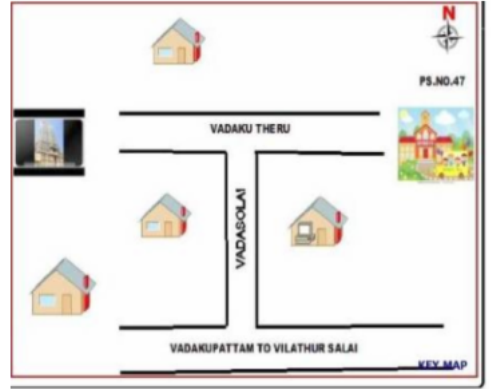 N
PS.NO.47
VADAKU THERU
VADASOLAI
VADAKUPATTAM TO VILATHUR SALAI
KEY MAP